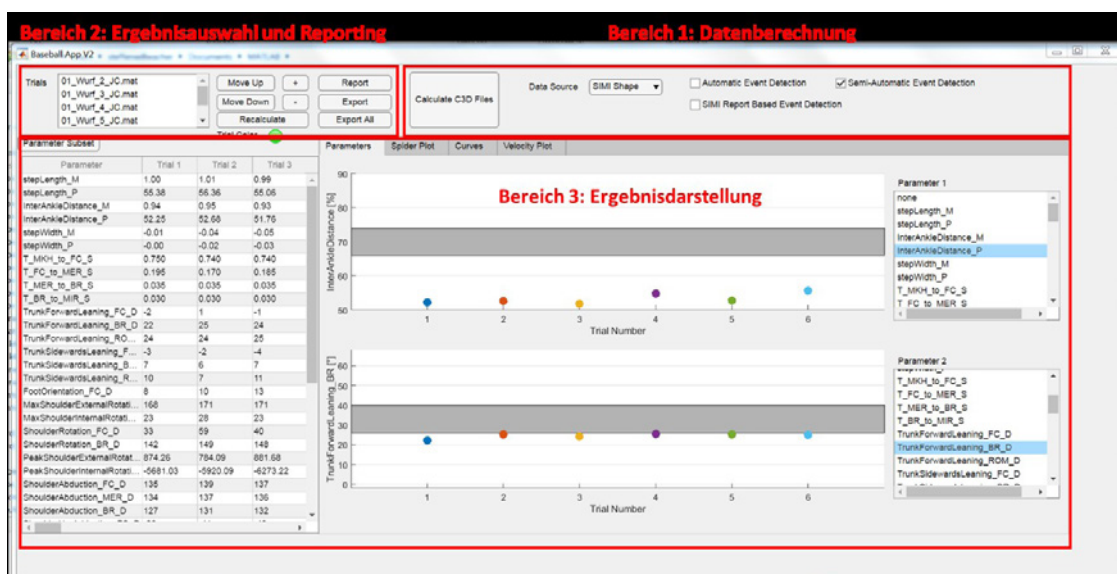 Bereich 2: Ergebnisauswahl und Reporting
Bereich 1: Datenberechnung
Baseball.App.V2
Trials
01_Wurf_2_JC.mat
01_Wurf_3_JC.mat
01_Wurf_4_JC.mat
01_Wurf_5_JC.mat
Move Up + Report
Move Down - Export
Recalculate Export All
Trial Color
Calculate C3D Files
Data Source SIMI Shape
Automatic Event Detection
Semi-Automatic Event Detection
SIMI Report Based Event Detection
Parameter Subset
Parameter Trial 1 Trial 2 Trial 3
stepLength_M 1.00 1.01 0.99
stepLength_P 55.38 56.36 55.06
InterAnkleDistance_M 0.94 0.95 0.93
InterAnkleDistance_P 52.25 52.68 51.76
stepWidth_M -0.01 -0.04 -0.05
stepWidth_P -0.00 -0.02 -0.03
T_MKH_to_FC_S 0.750 0.740 0.740
T_FC_to_MER_S 0.195 0.170 0.185
T_MER_to_BR_S 0.035 0.035 0.035
T_BR_to_MIR_S 0.030 0.030 0.030
TrunkForwardLeaning_FC_D -2 1 -1
TrunkForwardLeaning_BR_D 22 25 24
TrunkForwardLeaning_RO... 24 24 25
TrunkSidewardsLeaning_F... -3 -2 -4
TrunkSidewardsLeaning_B... 7 6 7
TrunkSidewardsLeaning_R... 10 7 11
FootOrientation_FC_D 8 10 13
MaxShoulderExternalRotati... 168 171 171
MaxShoulderInternalRotati... 23 28 23
ShoulderRotation_FC_D 33 59 40
ShoulderRotation_BR_D 142 149 148
PeakShoulderExternalRotat... 874.26 784.09 881.68
PeakShoulderInternalRotati... -5681.03 -5920.09 -6273.22
ShoulderAbduction_FC_D 135 139 137
ShoulderAbduction_MER_D 134 137 136
ShoulderAbduction_BR_D 127 131 132
Parameters Spider Plot Curves Velocity Plot
Bereich 3: Ergebnisdarstellung
InterAnkleDistance [%]
90
80
70
60
50
1 2 3 4 5 6
Trial Number
TrunkForwardLeaning_BR [°]
60
50
40
30
20
10
0
1 2 3 4 5 6
Trial Number
Parameter 1
none
stepLength_M
stepLength_P
InterAnkleDistance_M
InterAnkleDistance_P
stepWidth_M
stepWidth_P
T_MKH_to_FC_S
T_FC_to_MER_S
Parameter 2
stepWidth_P
T_MKH_to_FC_S
T_FC_to_MER_S
T_MER_to_BR_S
T_BR_to_MIR_S
TrunkForwardLeaning_FC_D
TrunkForwardLeaning_BR_D
TrunkForwardLeaning_ROM_D
TrunkSidewardsLeaning_FC_D